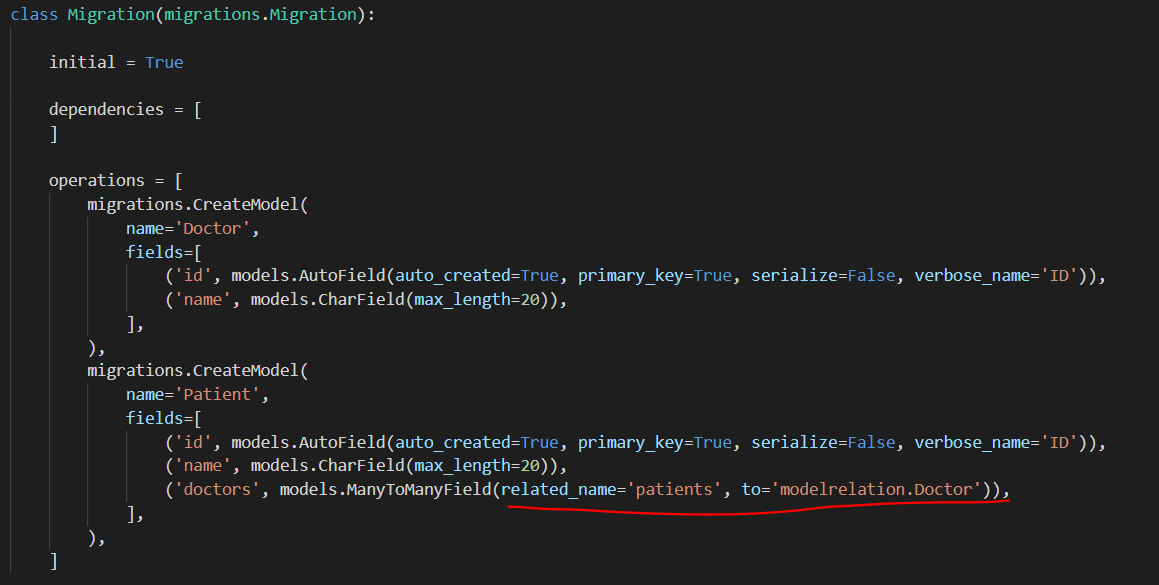 class Migration(migrations.Migration):
initial = True
dependencies = [
]
operations = [
migrations.CreateModel(
name='Doctor',
fields=[
('id', models.AutoField(auto_created=True, primary_key=True, serialize=False, verbose_name='ID')),
('name', models.CharField(max_length=20)),
],
),
migrations.CreateModel(
name='Patient',
fields=[
('id', models.AutoField(auto_created=True, primary_key=True, serialize=False, verbose_name='ID')),
('name', models.CharField(max_length=20)),
('doctors', models.ManyToManyField(related_name='patients', to='modelrelation.Doctor')),
],
),
]